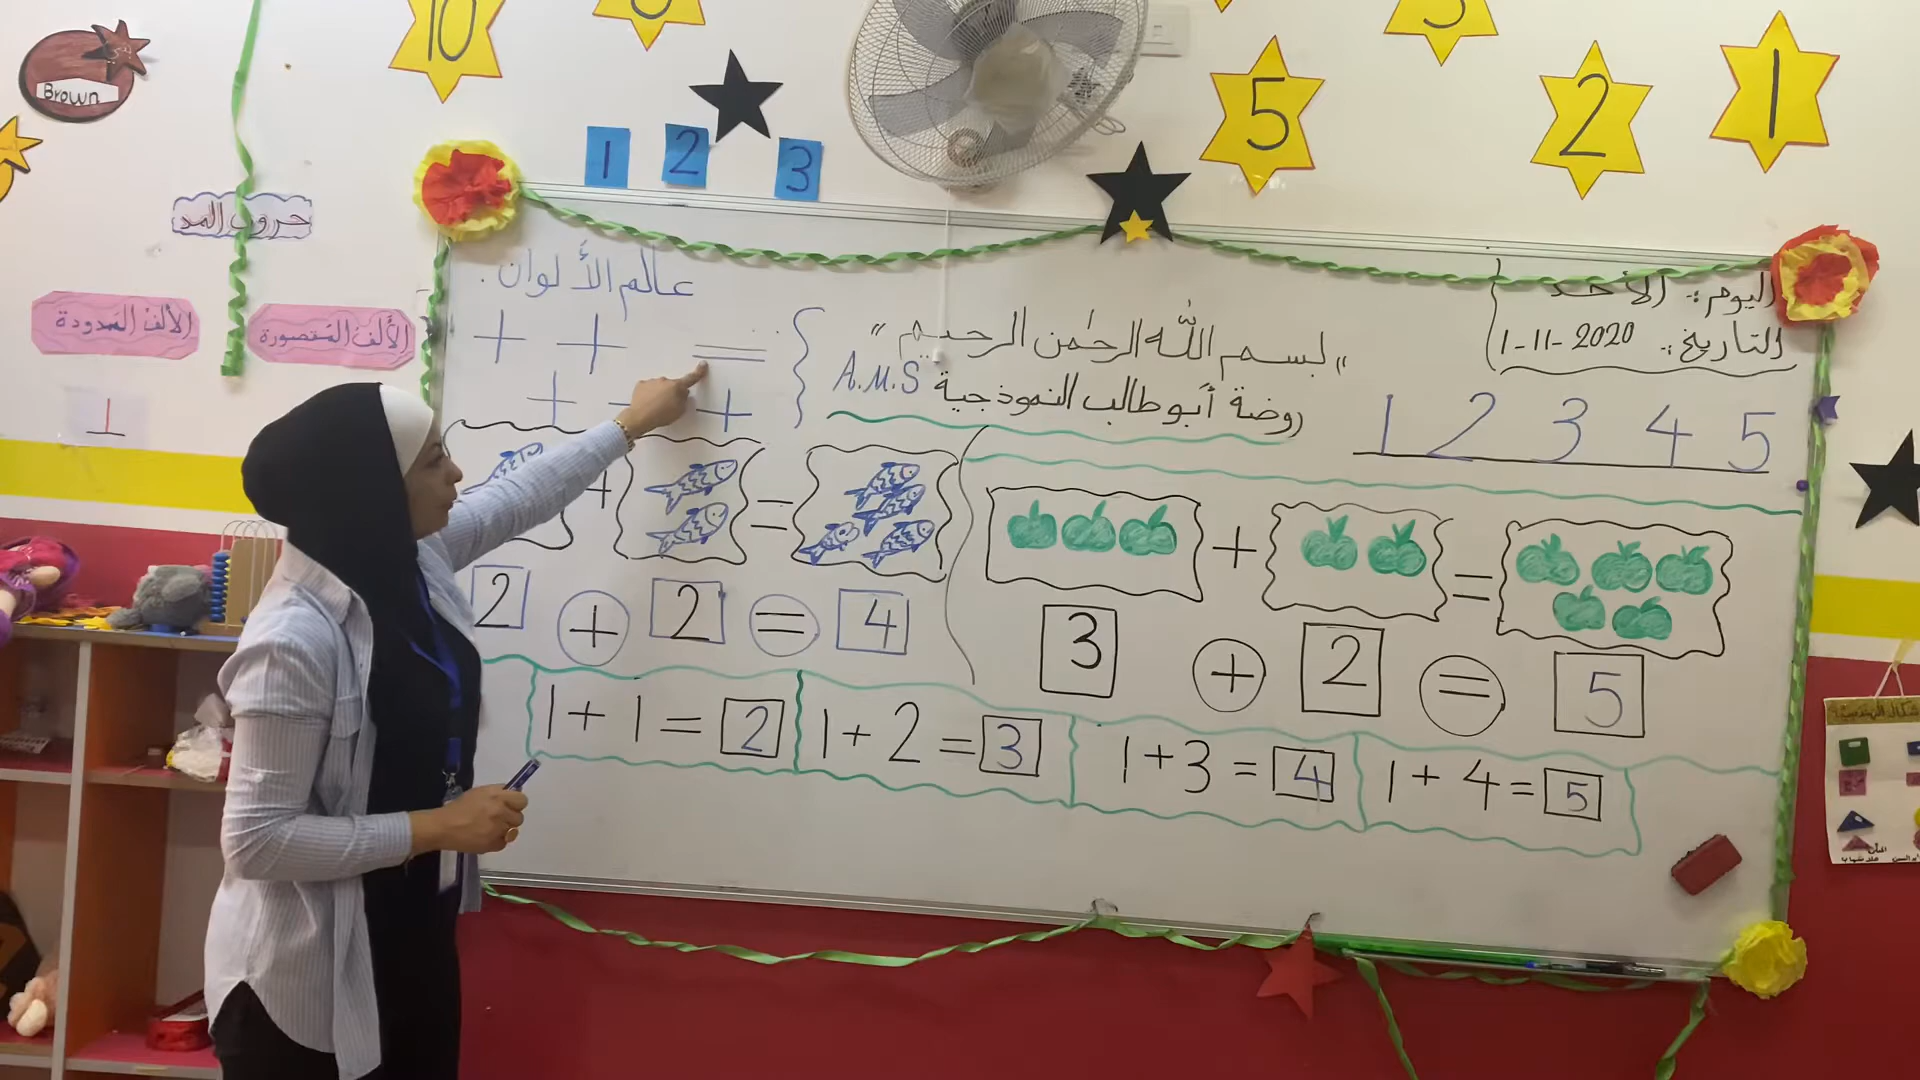 10
5
2
1
1
2
3
Brown
حروف المد
الألف الممدودة
الألف المقصورة
عالم الألوان.
+ + =
+ - +
"بسم الله الرحمن الرحيم"
روضة أبو طالب النموذجية A.M.S
اليوم:- الأحد
التاريخ:- 2020-11-1
1 2 3 4 5
+ =
2 + 2 = 4
+ =
3 + 2 = 5
1 + 1 = 2
1 + 2 = 3
1 + 3 = 4
1 + 4 = 5